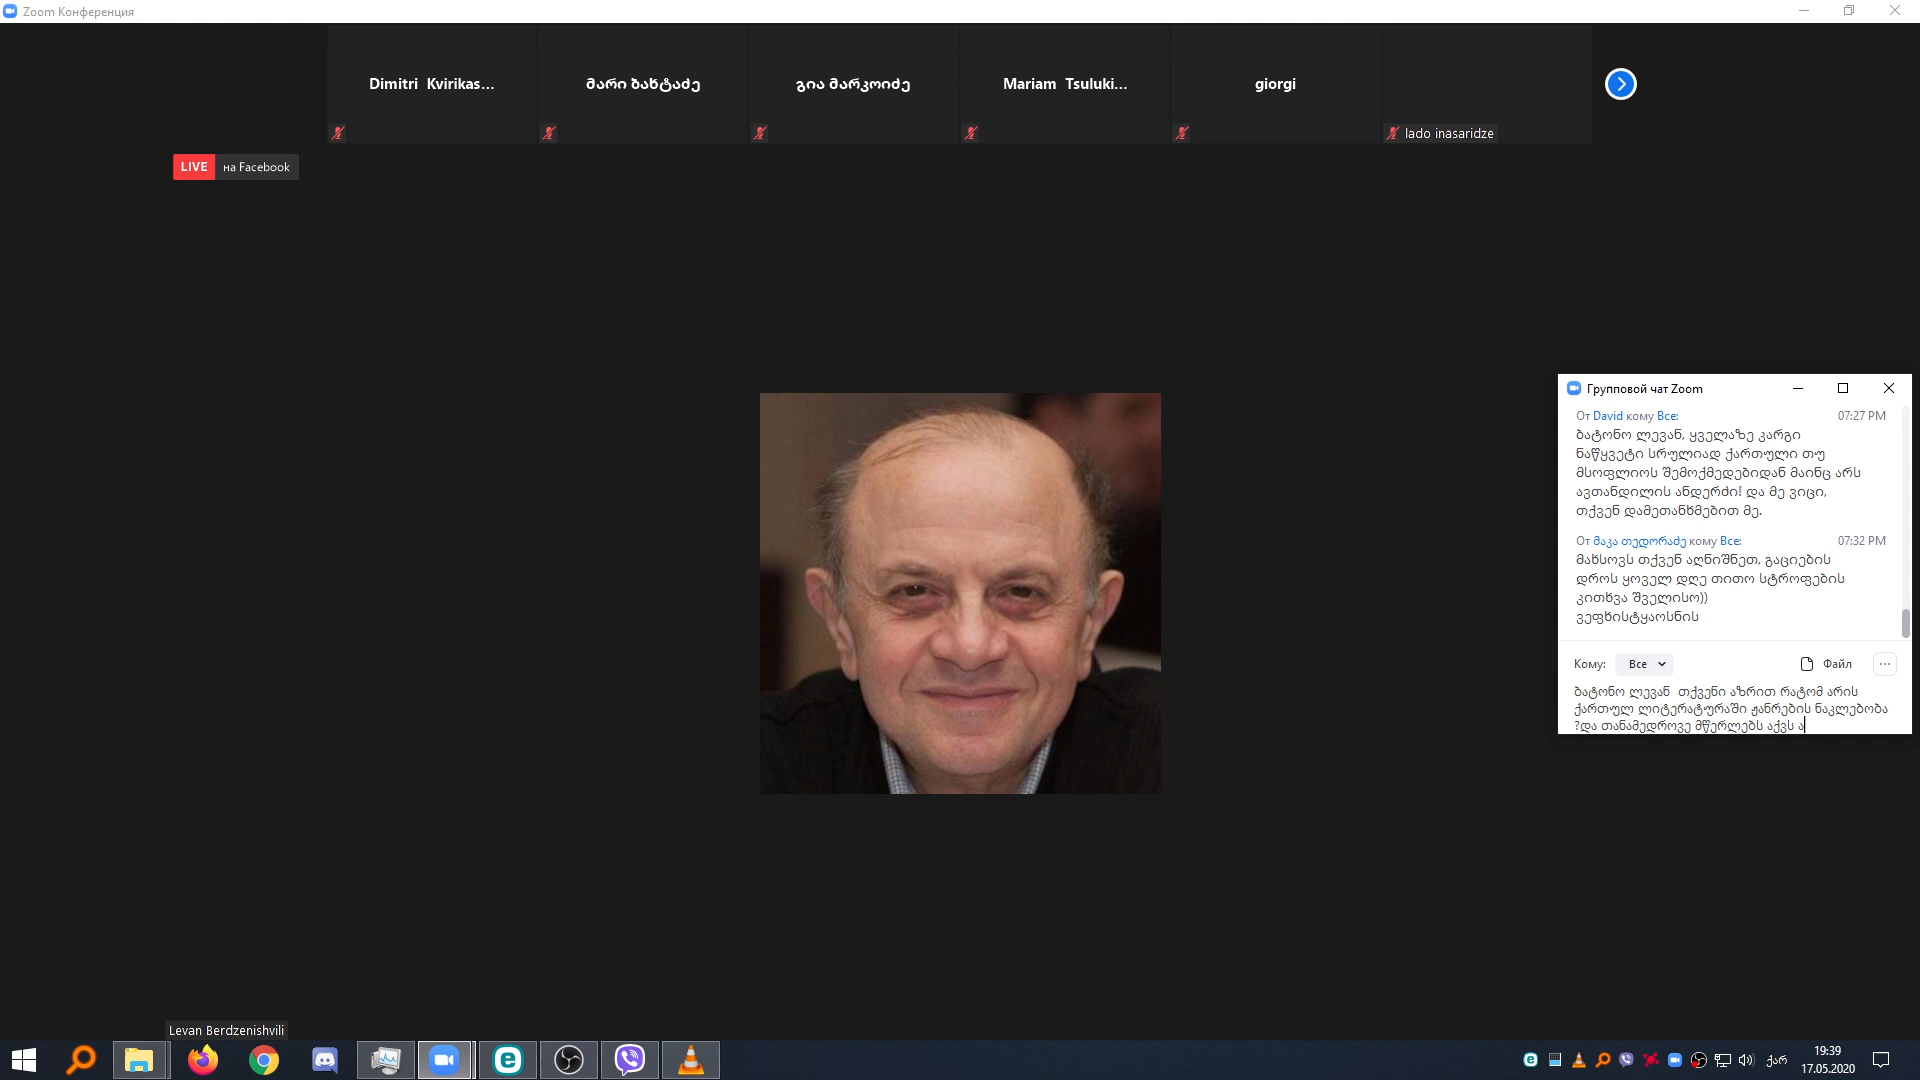 Zoom Конференция
Dimitri Kvirikas...
მარი ბახტაძე
გია მარკოიძე
Mariam Tsuluki...
giorgi
lado inasaridze
LIVE на Facebook
Групповой чат Zoom
От David кому Все: 07:27 PM
ბატონო ლევან, ყველაზე კარგი
ნაწყვეტი სრულიად ქართული თუ
მსოფლიოს შემოქმედებიდან მაინც არს
ავთანდილის ანდერძი! და მე ვიცი,
თქვენ დამეთანხმებით მე.
От მაკა თედორაძე кому Все: 07:32 PM
მახსოვს თქვენ აღნიშნეთ, გაციების
დროს ყოველ დღე თითო სტროფების
კითხვა შველისო))
ვეფხისტყაოსნის
Кому: Все Файл
ბატონო ლევან  თქვენი აზრით რატომ არის
ქართულ ლიტერატურაში ჟანრების ნაკლებობა
?და თანამედროვე მწერლებს აქვს ა
Levan Berdzenishvili
ქარ
19:39
17.05.2020